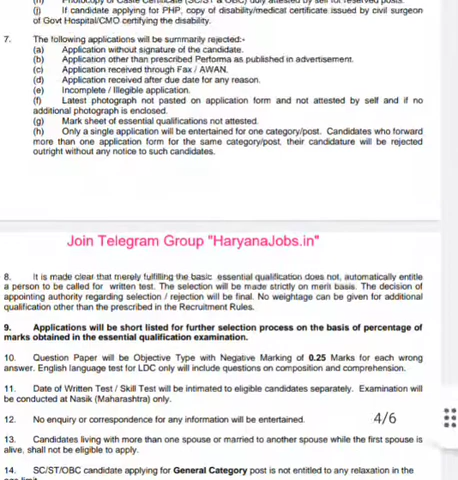 (h) Photocopy of Caste Certificate (SC/ST & OBC) duly attested by self for reserved posts.
(i) If candidate applying for PHP, copy of disability/medical certificate issued by civil surgeon
of Govt Hospital/CMO certifying the disability.
7. The following applications will be summarily rejected:-
(a) Application without signature of the candidate.
(b) Application other than prescribed Performa as published in advertisement.
(c) Application received through Fax / AWAN.
(d) Application received after due date for any reason.
(e) Incomplete / Illegible application.
(f) Latest photograph not pasted on application form and not attested by self and if no
additional photograph is enclosed.
(g) Mark sheet of essential qualifications not attested.
(h) Only a single application will be entertained for one category/post. Candidates who forward
more than one application form for the same category/post, their candidature will be rejected
outright without any notice to such candidates.
Join Telegram Group "HaryanaJobs.in"
8. It is made clear that merely fulfilling the basic essential qualification does not, automatically entitle
a person to be called for written test. The selection will be made strictly on merit basis. The decision of
appointing authority regarding selection / rejection will be final. No weightage can be given for additional
qualification other than the prescribed in the Recruitment Rules.
9. Applications will be short listed for further selection process on the basis of percentage of
marks obtained in the essential qualification examination.
10. Question Paper will be Objective Type with Negative Marking of 0.25 Marks for each wrong
answer. English language test for LDC only will include questions on composition and comprehension.
11. Date of Written Test / Skill Test will be intimated to eligible candidates separately. Examination will
be conducted at Nasik (Maharashtra) only.
12. No enquiry or correspondence for any information will be entertained.
4/6
13. Candidates living with more than one spouse or married to another spouse while the first spouse is
alive, shall not be eligible to apply.
14. SC/ST/OBC candidate applying for General Category post is not entitled to any relaxation in the